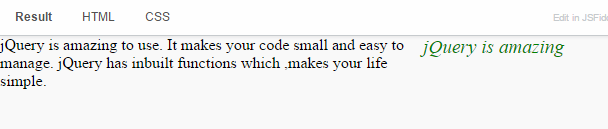 Result HTML CSS Edit in JSFid
jQuery is amazing to use. It makes your code small and easy to
manage. jQuery has inbuilt functions which ,makes your life
simple.
jQuery is amazing